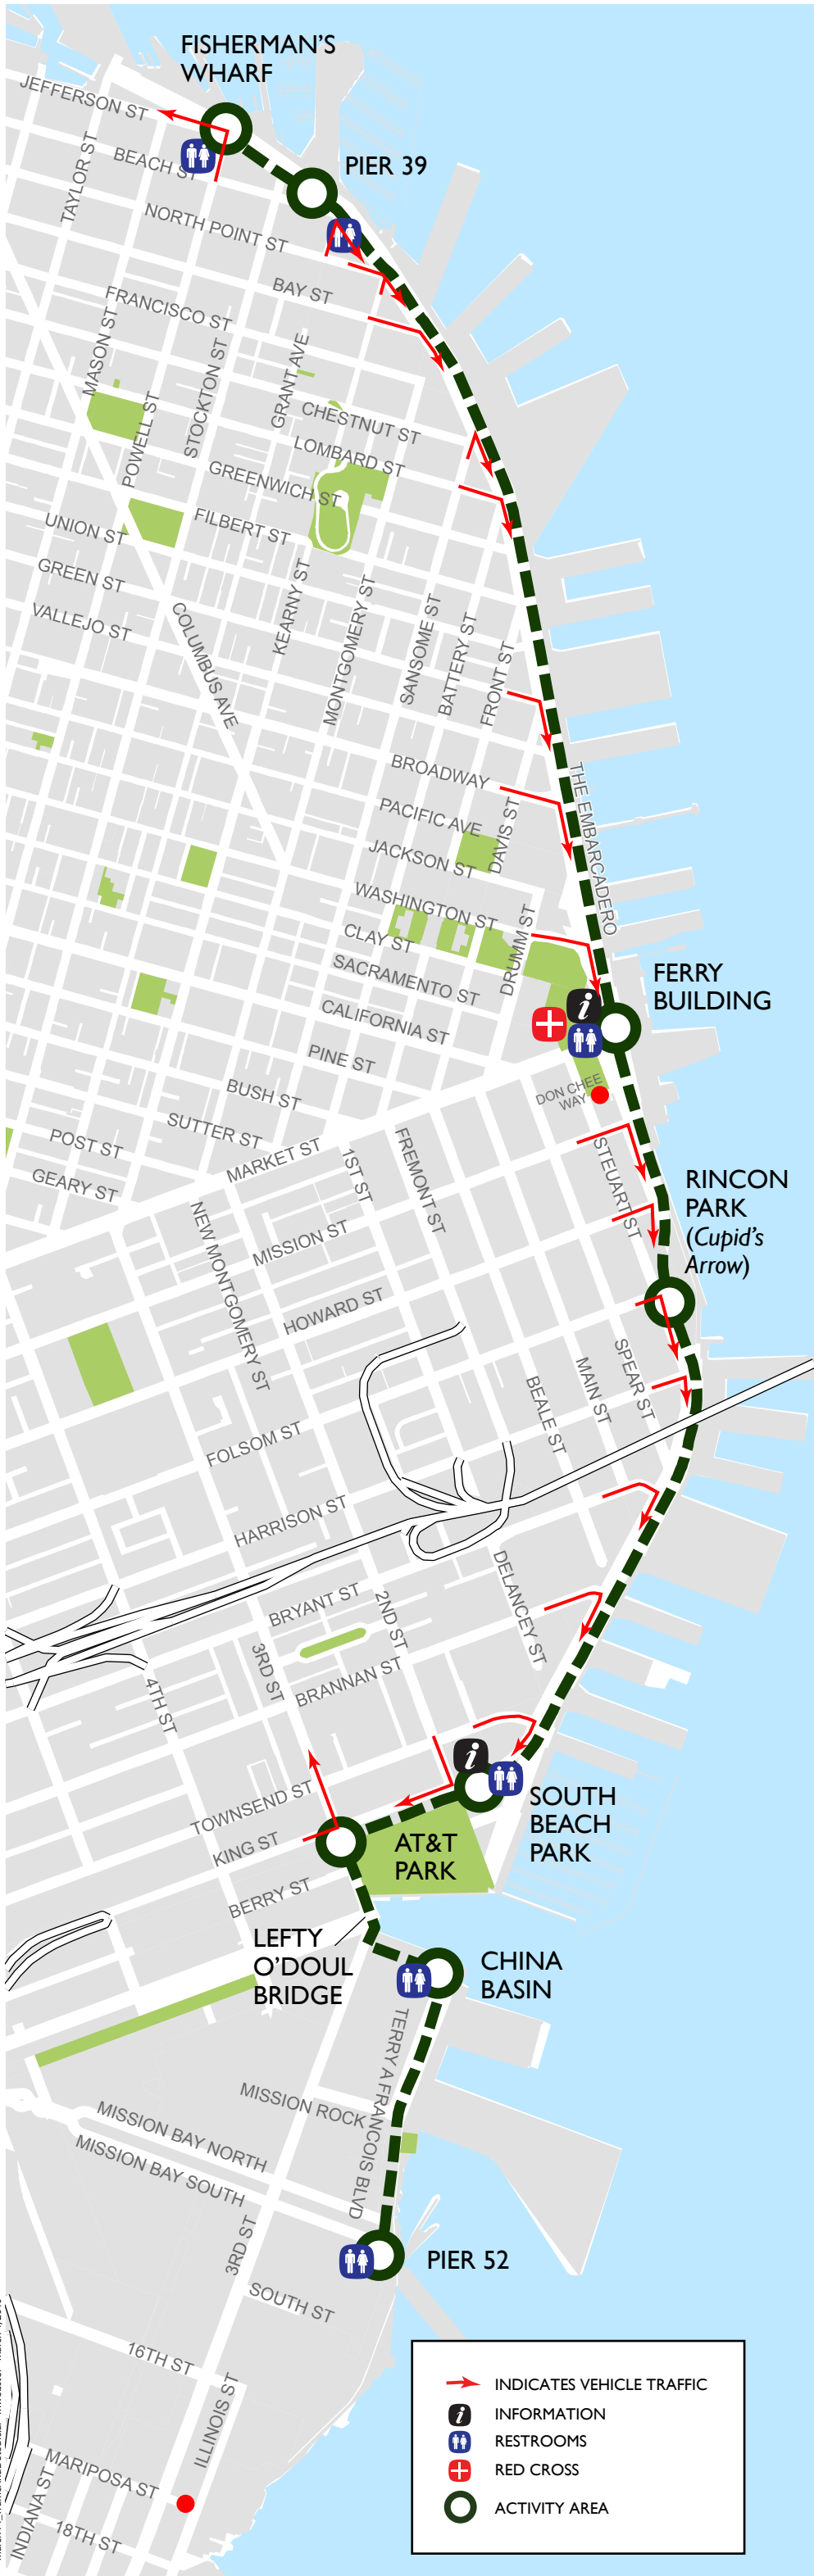 FISHERMAN'S
WHARF
JEFFERSON ST
TAYLOR ST
BEACH ST
PIER 39
NORTH POINT ST
BAY ST
FRANCISCO ST
MASON ST
STOCKTON ST
GRANT AVE
POWELL ST
CHESTNUT ST
LOMBARD ST
GREENWICH ST
UNION ST
FILBERT ST
GREEN ST
KEARNY ST
VALLEJO ST
COLUMBUS AVE
MONTGOMERY ST
SANSOME ST
BATTERY ST
FRONT ST
BROADWAY
THE EMBARCADERO
PACIFIC AVE
DAVIS ST
JACKSON ST
WASHINGTON ST
CLAY ST
DRUMM ST
SACRAMENTO ST
FERRY
BUILDING
CALIFORNIA ST
PINE ST
DON CHEE
WAY
BUSH ST
SUTTER ST
POST ST
GEARY ST
MARKET ST
1ST ST
FREMONT ST
STEUART ST
RINCON
PARK
(Cupid's
Arrow)
NEW MONTGOMERY ST
MISSION ST
HOWARD ST
SPEAR ST
MAIN ST
BEALE ST
FOLSOM ST
HARRISON ST
DELANCEY ST
BRYANT ST
2ND ST
3RD ST
BRANNAN ST
4TH ST
TOWNSEND ST
SOUTH
BEACH
PARK
KING ST
AT&T
PARK
BERRY ST
LEFTY
O'DOUL
BRIDGE
CHINA
BASIN
TERRY A FRANCOIS BLVD
MISSION ROCK
MISSION BAY NORTH
MISSION BAY SOUTH
3RD ST
PIER 52
SOUTH ST
16TH ST
ILLINOIS ST
MARIPOSA ST
INDIANA ST
18TH ST
INDICATES VEHICLE TRAFFIC
i INFORMATION
RESTROOMS
RED CROSS
ACTIVITY AREA